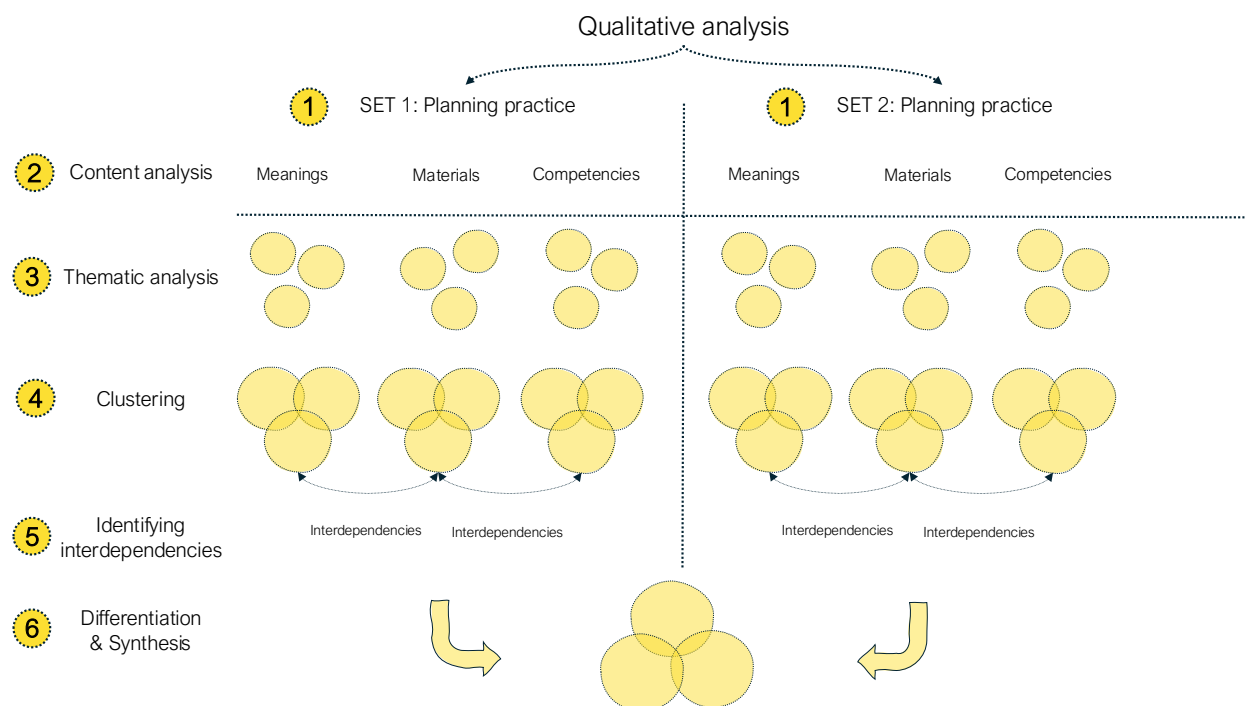 Qualitative analysis
1 SET 1: Planning practice
1 SET 2: Planning practice
2 Content analysis Meanings Materials Competencies Meanings Materials Competencies
3 Thematic analysis
4 Clustering
5 Identifying
interdependencies
Interdependencies Interdependencies Interdependencies Interdependencies
6 Differentiation
& Synthesis